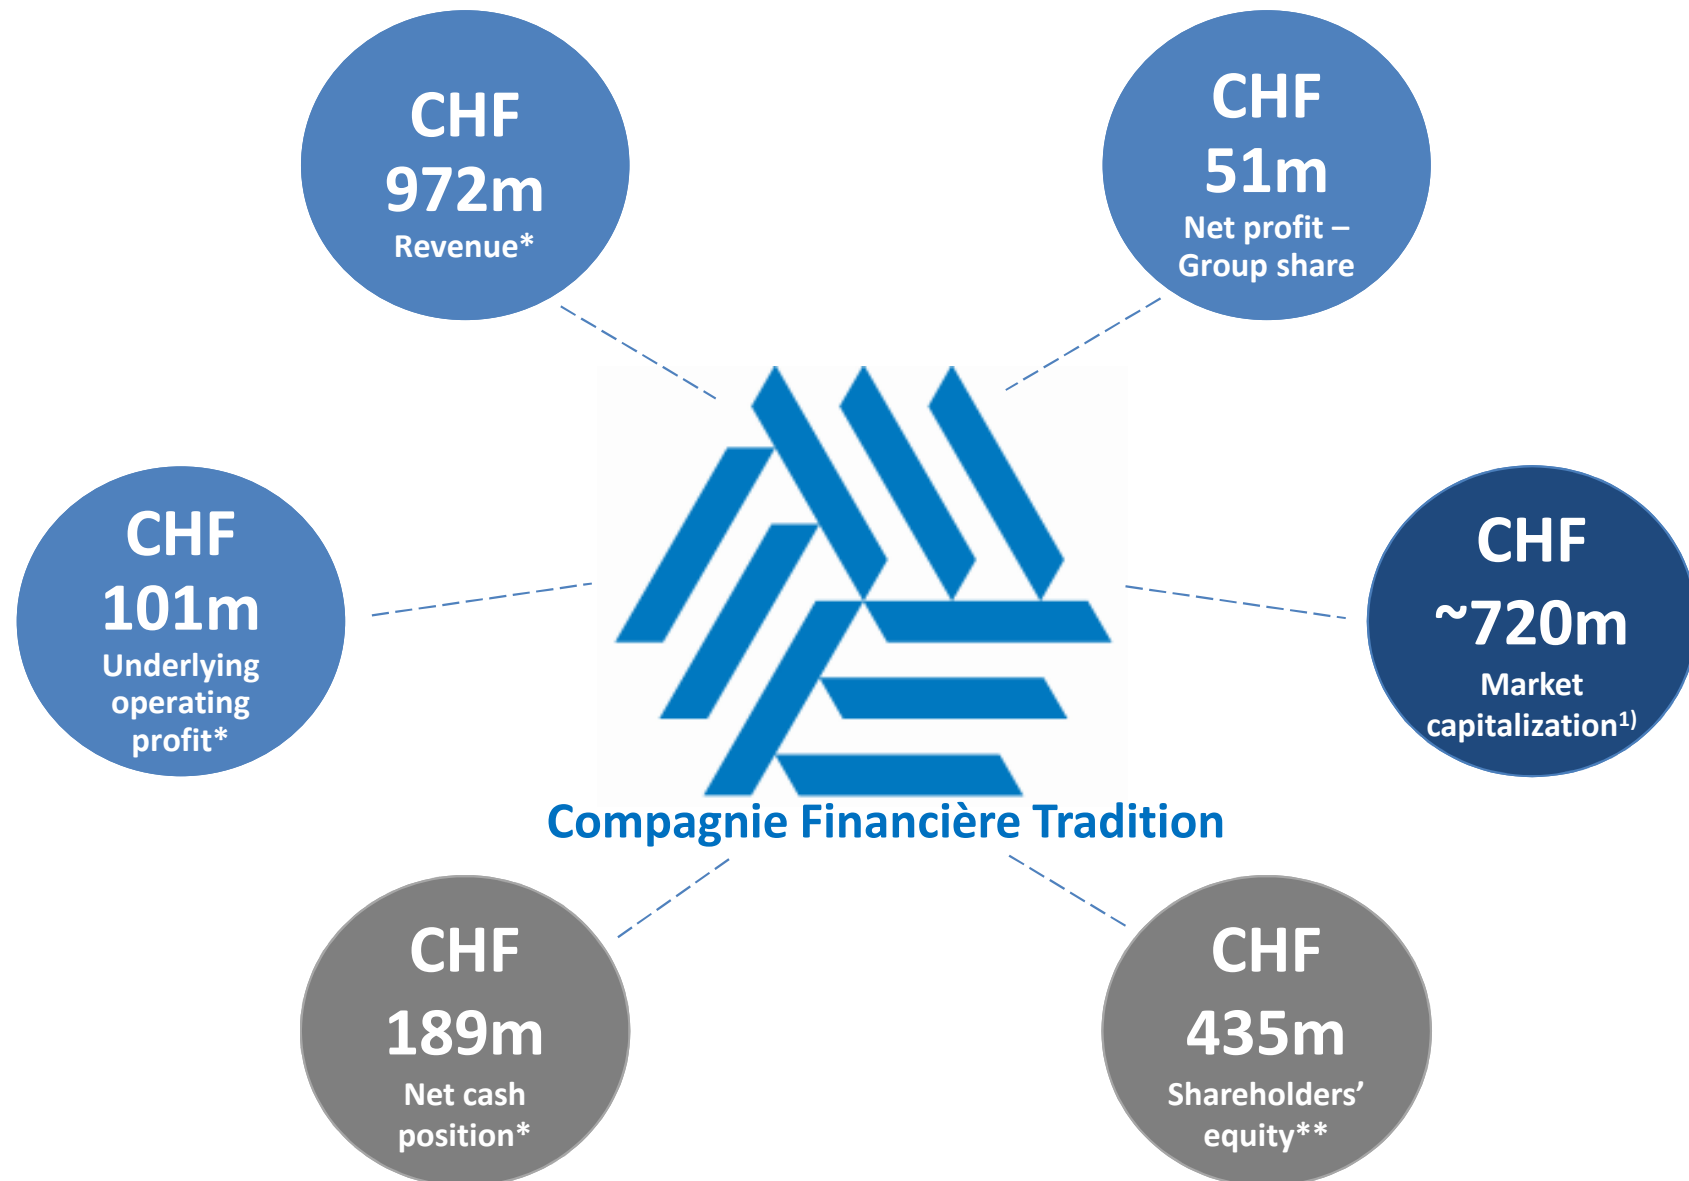 CHF
972m
Revenue*
CHF
51m
Net profit –
Group share
CHF
101m
Underlying
operating
profit*
CHF
~720m
Market
capitalization1)
Compagnie Financière Tradition
CHF
189m
Net cash
position*
CHF
435m
Shareholders’
equity**